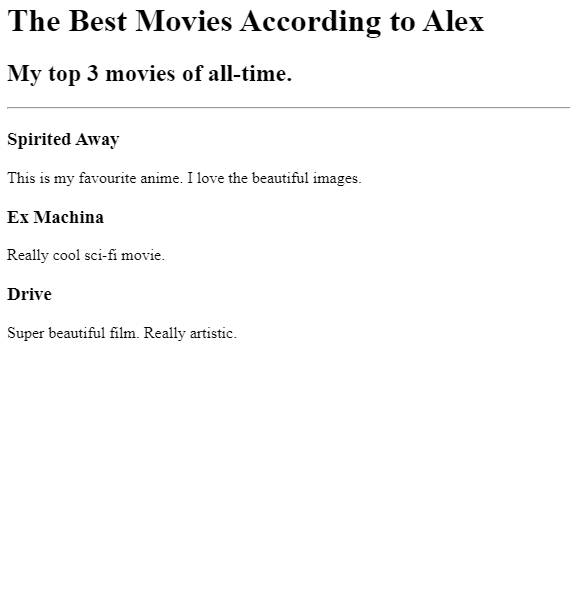 The Best Movies According to Alex
My top 3 movies of all-time.
Spirited Away
This is my favourite anime. I love the beautiful images.
Ex Machina
Really cool sci-fi movie.
Drive
Super beautiful film. Really artistic.